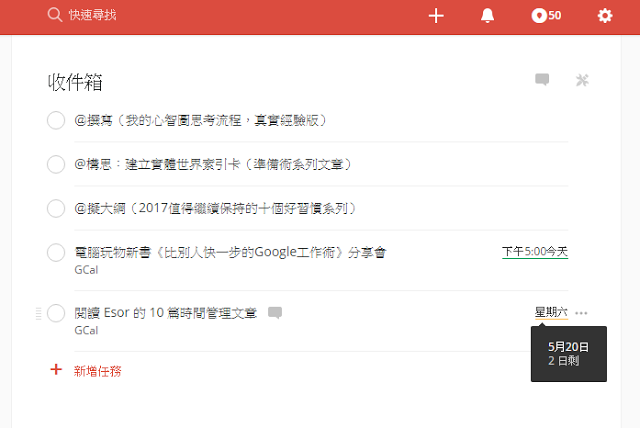 快速尋找
50
收件箱
@撰寫（我的心智圖思考流程，真實經驗版）
@構思：建立實體世界索引卡（準備術系列文章）
@擬大綱（2017值得繼續保持的十個好習慣系列）
電腦玩物新書《比別人快一步的Google工作術》分享會
下午5:00今天
GCal
閱讀 Esor 的 10 篇時間管理文章
星期六
GCal
5月20日
2 日剩
新增任務